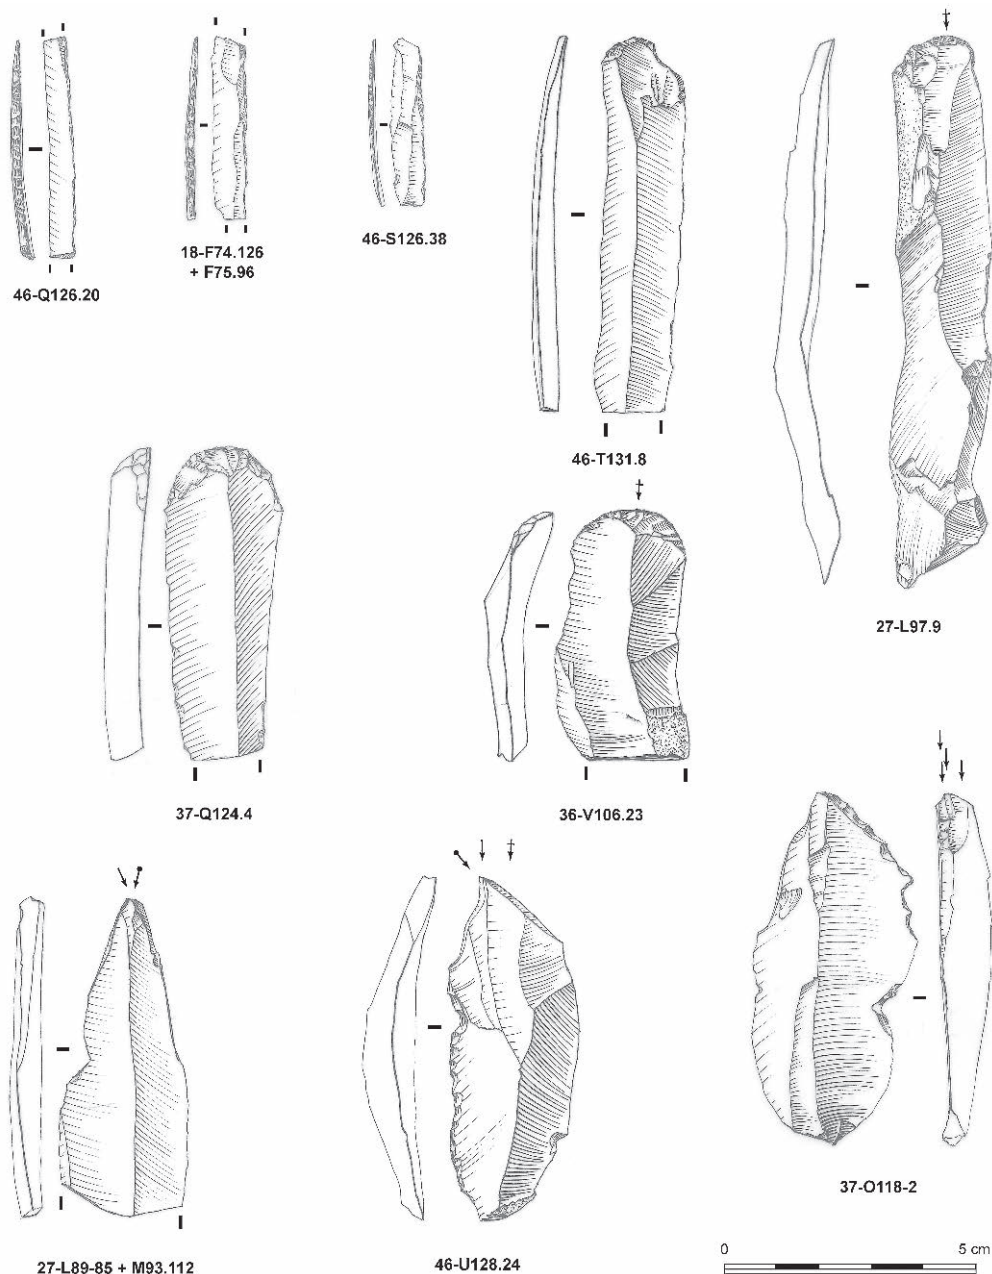 46-Q126.20
18-F74.126
+ F75.96
46-S126.38
46-T131.8
27-L97.9
37-Q124.4
36-V106.23
37-O118-2
27-L89-85 + M93.112
46-U128.24
0 5 cm